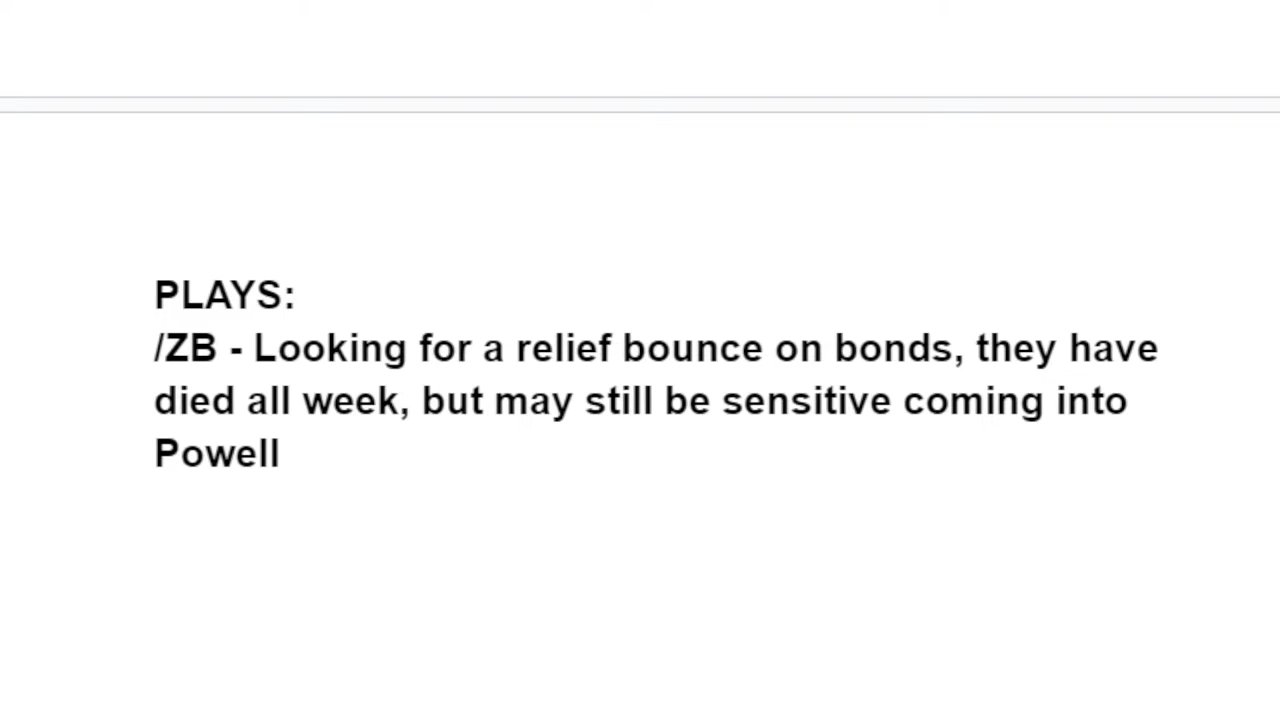 PLAYS:
/ZB - Looking for a relief bounce on bonds, they have
died all week, but may still be sensitive coming into
Powell